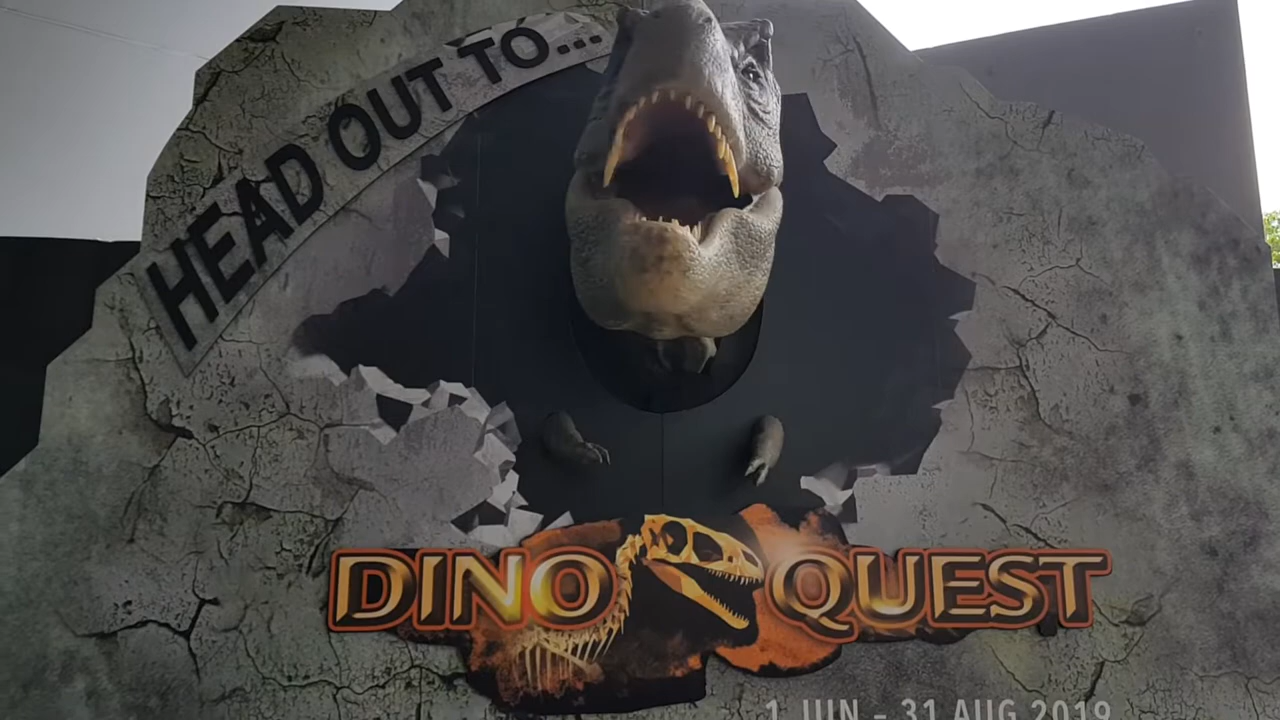 HEAD OUT TO...
DINO QUEST
1 JUN – 31 AUG 2019